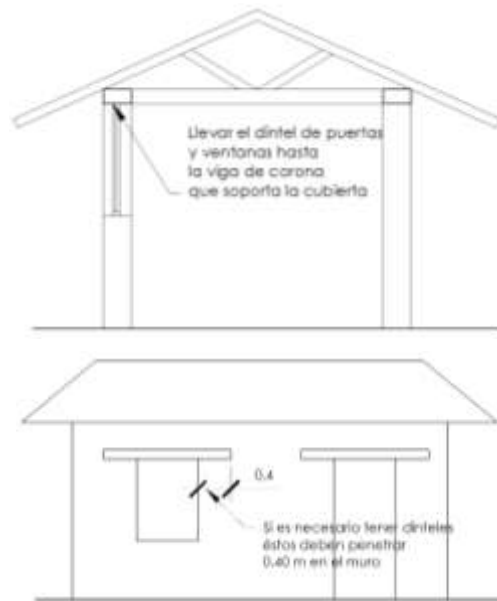 Llevar el dintel de puertas
y ventanas hasta
la viga de corona
que soporta la cubierta
0.4
Si es necesario tener dinteles
éstos deben penetrar
0.40 m en el muro